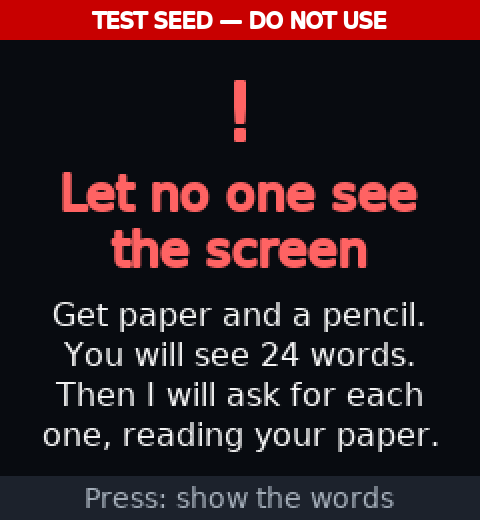 TEST SEED — DO NOT USE
!
Let no one see
the screen
Get paper and a pencil.
You will see 24 words.
Then I will ask for each
one, reading your paper.
Press: show the words